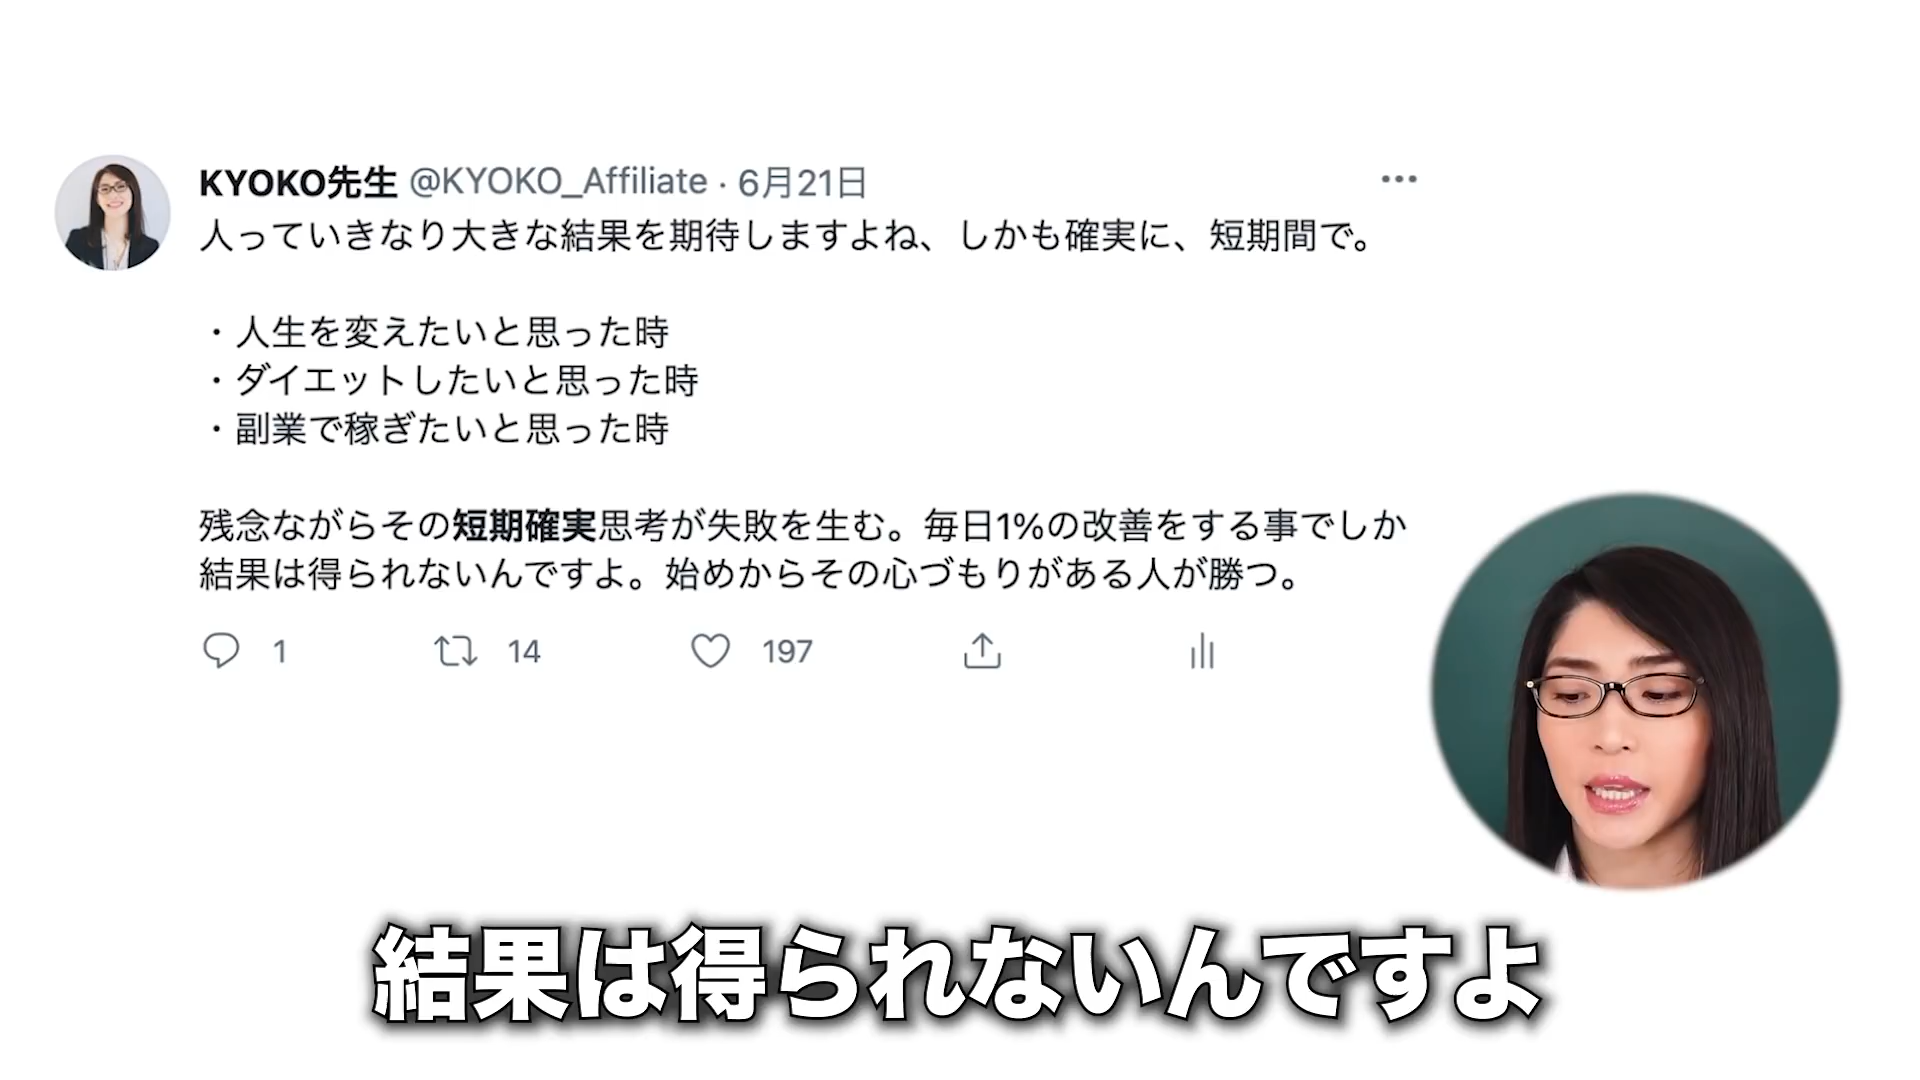 KYOKO先生 @KYOKO_Affiliate · 6月21日
人っていきなり大きな結果を期待しますよね、しかも確実に、短期間で。
・人生を変えたいと思った時
・ダイエットしたいと思った時
・副業で稼ぎたいと思った時
残念ながらその短期確実思考が失敗を生む。毎日1%の改善をする事でしか
結果は得られないんですよ。始めからその心づもりがある人が勝つ。
1 14 197
結果は得られないんですよ